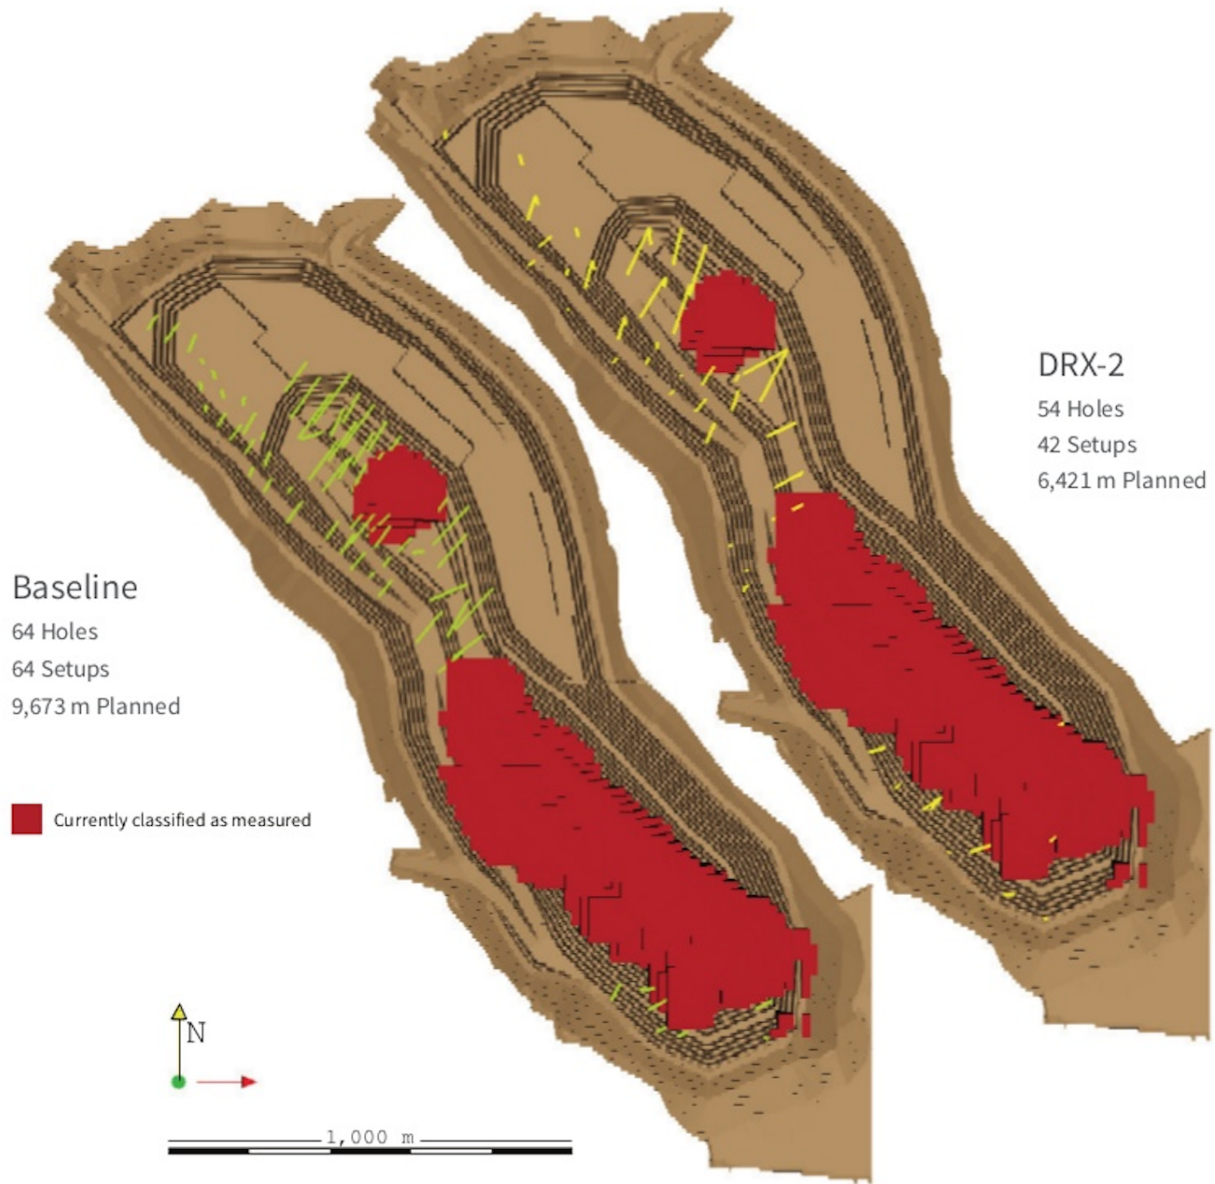 DRX-2
54 Holes
42 Setups
6,421 m Planned
Baseline
64 Holes
64 Setups
9,673 m Planned
Currently classified as measured
N
1,000 m